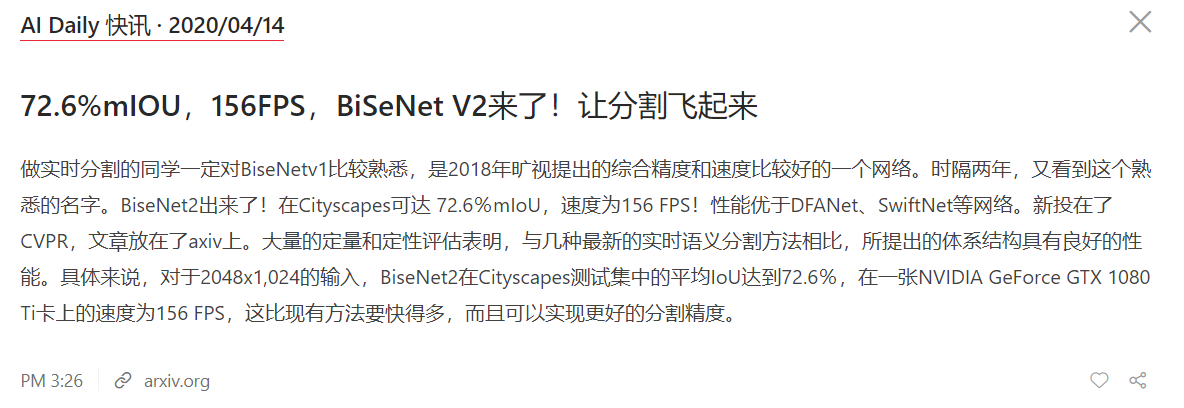 AI Daily 快讯 · 2020/04/14
72.6%mIOU，156FPS，BiSeNet V2来了！让分割飞起来
做实时分割的同学一定对BiseNetv1比较熟悉，是2018年旷视提出的综合精度和速度比较好的一个网络。时隔两年，又看到这个熟
悉的名字。BiseNet2出来了！在Cityscapes可达 72.6%mIoU，速度为156 FPS！性能优于DFANet、SwiftNet等网络。新投在了
CVPR，文章放在了axiv上。大量的定量和定性评估表明，与几种最新的实时语义分割方法相比，所提出的体系结构具有良好的性
能。具体来说，对于2048x1,024的输入，BiseNet2在Cityscapes测试集中的平均IoU达到72.6%，在一张NVIDIA GeForce GTX 1080
Ti卡上的速度为156 FPS，这比现有方法要快得多，而且可以实现更好的分割精度。
PM 3:26 arxiv.org